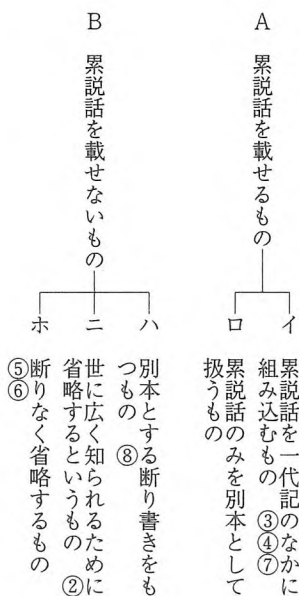 A 累説話を載せるもの
イ 累説話を一代記のなかに
組み込むもの ③④⑦
ロ 累説話のみを別本として
扱うもの
B 累説話を載せないもの
ハ 別本とする断り書きをも
つもの ⑧
ニ 世に広く知られるために
省略するというもの ②
ホ 断りなく省略するもの
⑤⑥